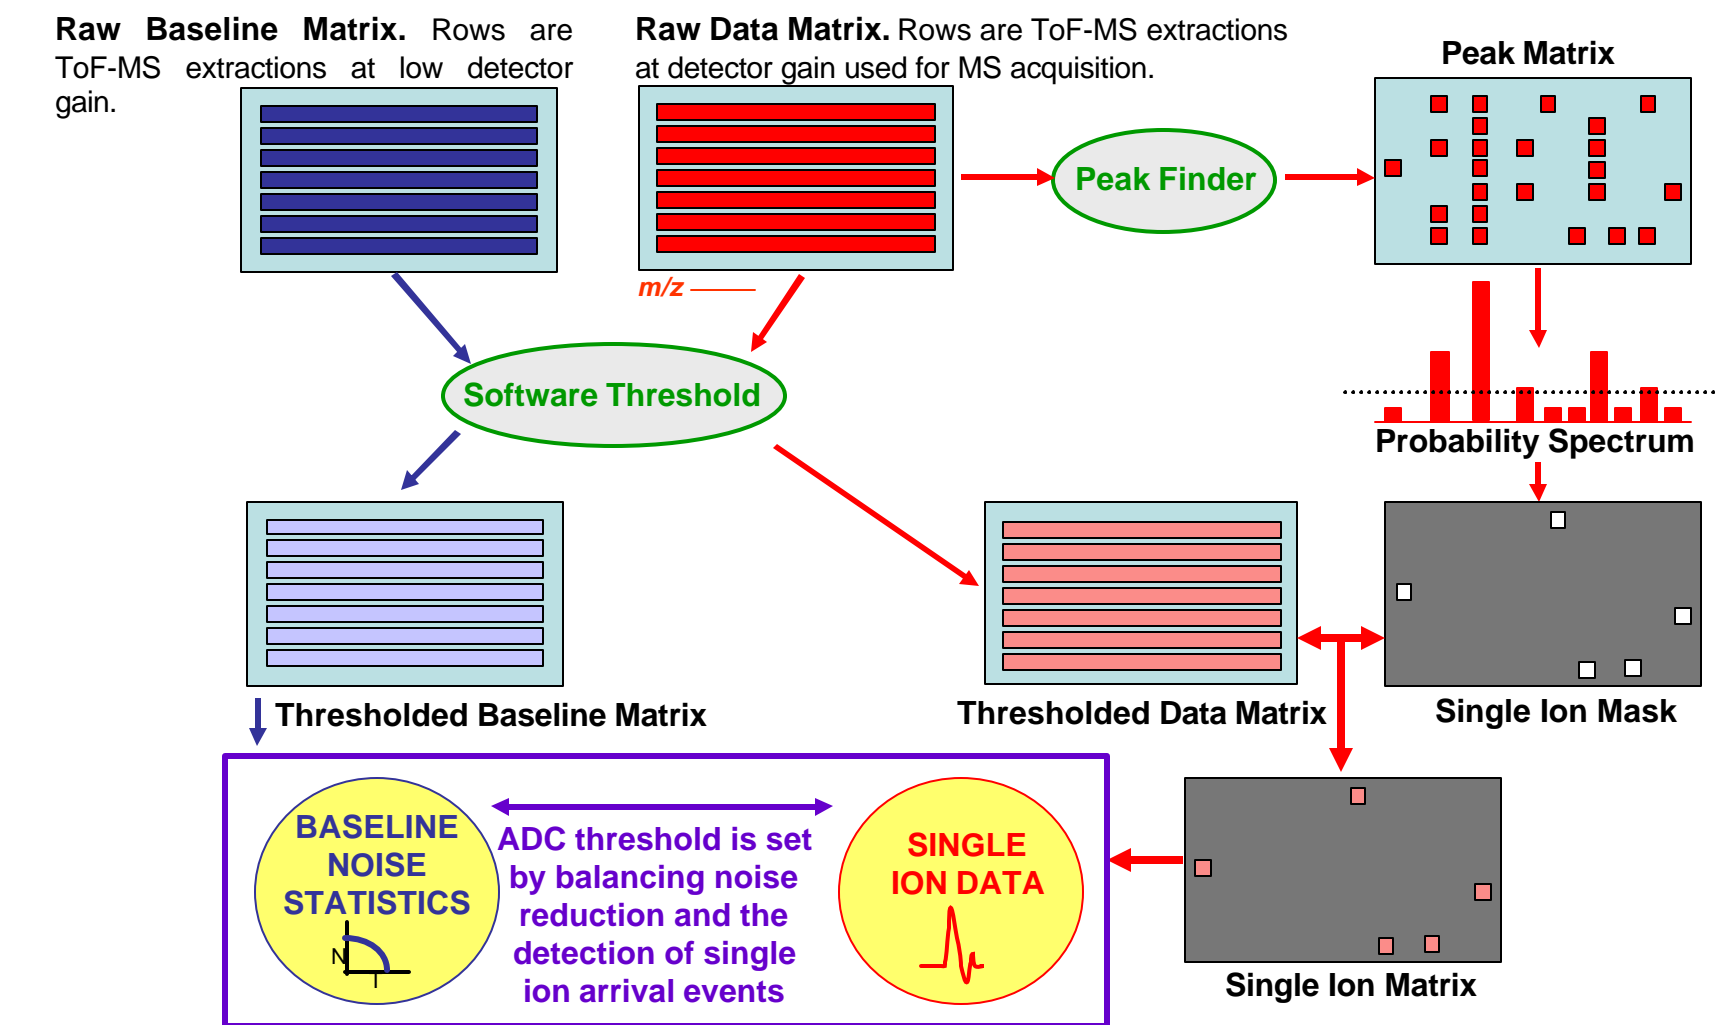 Raw Baseline Matrix. Rows are
ToF-MS extractions at low detector
gain.
Raw Data Matrix. Rows are ToF-MS extractions
at detector gain used for MS acquisition.
Peak Matrix
Peak Finder
m/z
Software Threshold
Probability Spectrum
Thresholded Baseline Matrix
Thresholded Data Matrix
Single Ion Mask
BASELINE
NOISE
STATISTICS
N
T
ADC threshold is set
by balancing noise
reduction and the
detection of single
ion arrival events
SINGLE
ION DATA
Single Ion Matrix